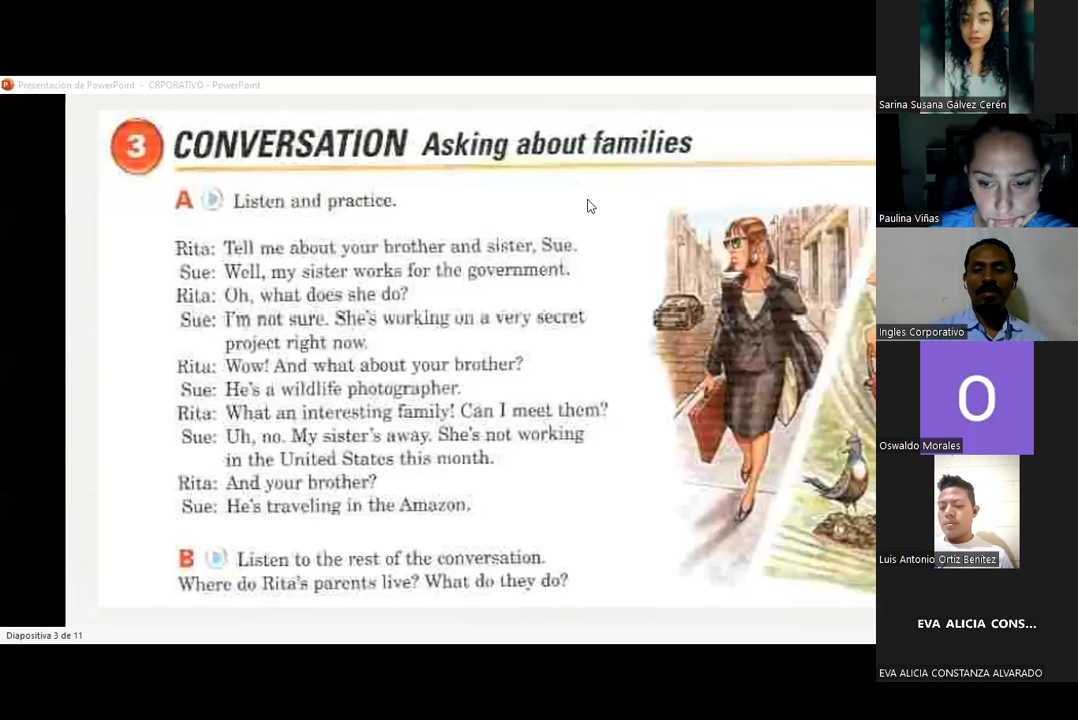 Presentación de PowerPoint - CRPORATIVO - PowerPoint
3 CONVERSATION Asking about families
A Listen and practice.
Rita: Tell me about your brother and sister, Sue.
Sue: Well, my sister works for the government.
Rita: Oh, what does she do?
Sue: I'm not sure. She's working on a very secret
project right now.
Rita: Wow! And what about your brother?
Sue: He's a wildlife photographer.
Rita: What an interesting family! Can I meet them?
Sue: Uh, no. My sister's away. She's not working
in the United States this month.
Rita: And your brother?
Sue: He's traveling in the Amazon.
B Listen to the rest of the conversation.
Where do Rita's parents live? What do they do?
Diapositiva 3 de 11
Sarina Susana Gálvez Cerén
Paulina Viñas
Ingles Corporativo
O
Oswaldo Morales
Luis Antonio Ortiz Benítez
EVA ALICIA CONS...
EVA ALICIA CONSTANZA ALVARADO